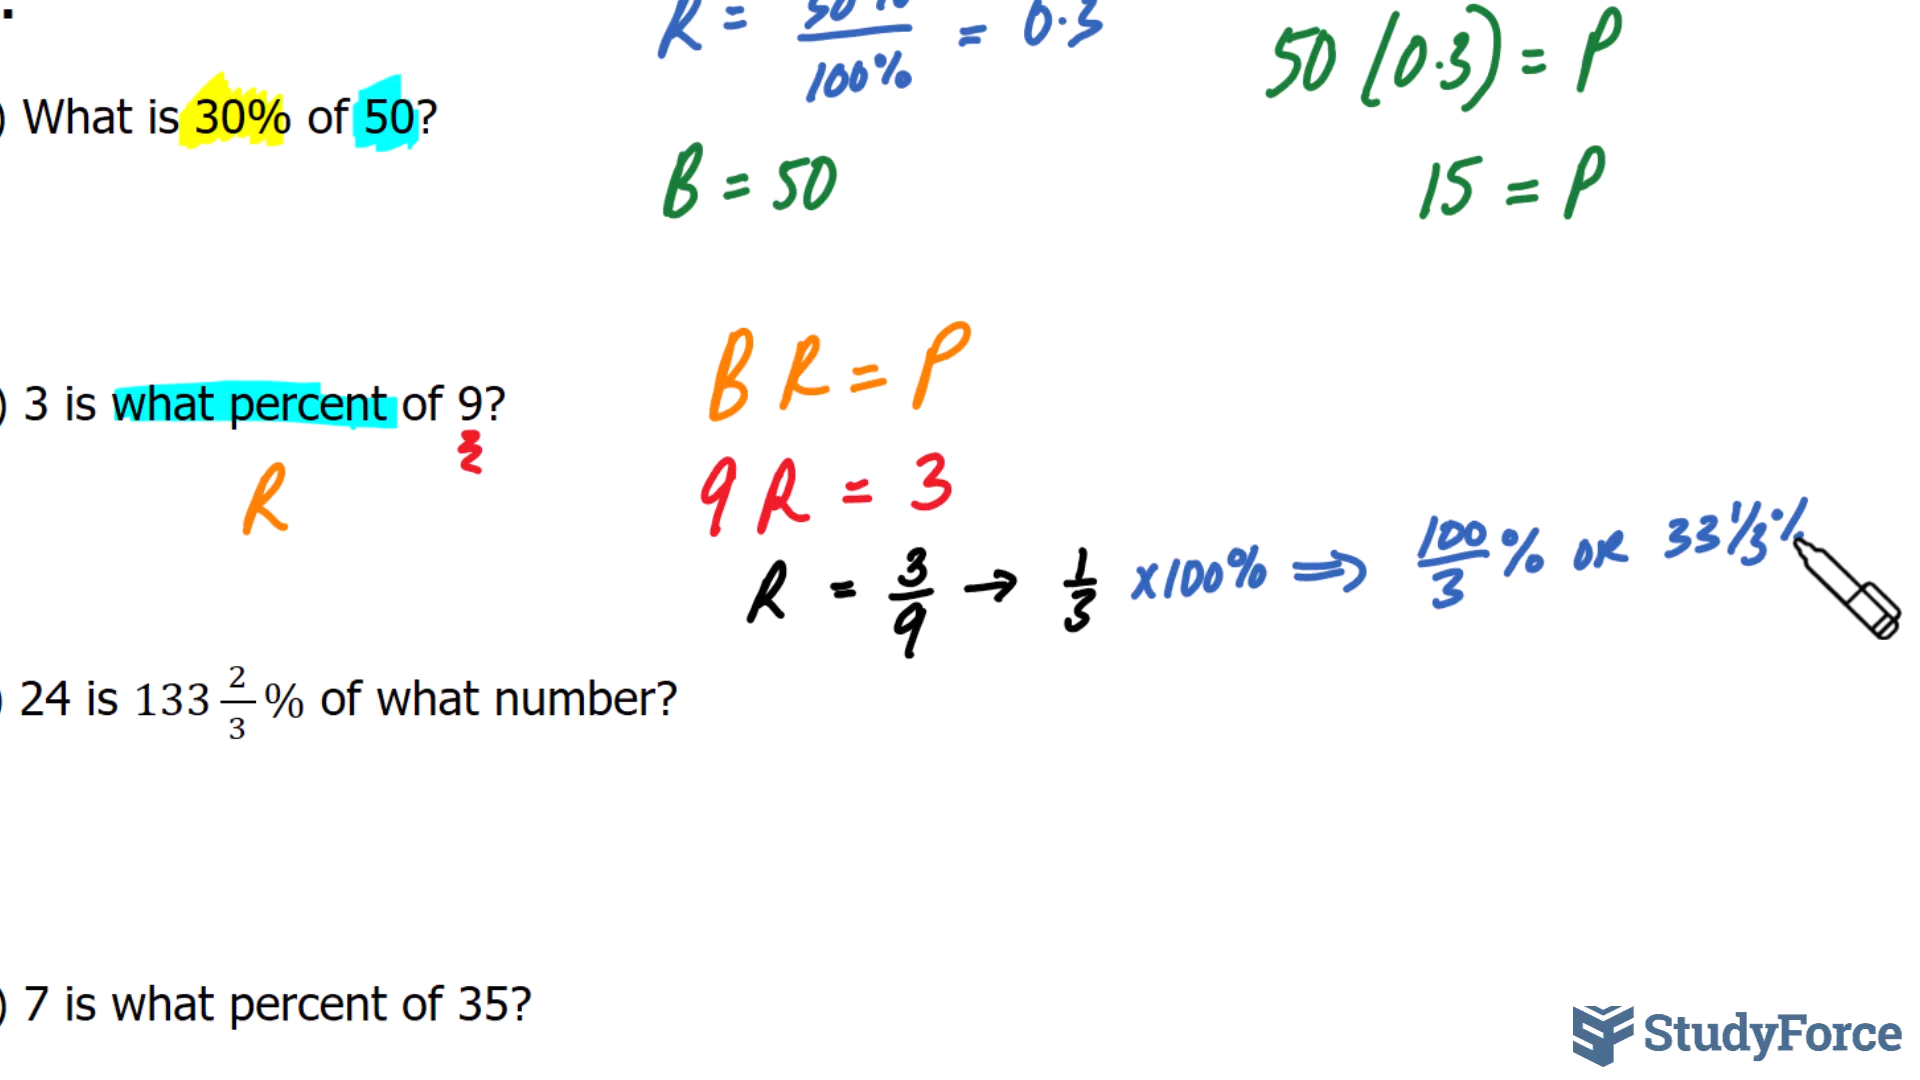 R = 30% / 100% = 0.3
50 (0.3) = P
) What is 30% of 50?
B = 50
15 = P
BR = P
) 3 is what percent of 9?
R
9R = 3
R = 3/9 → 1/3 x100% ⇒ 100/3 % OR 33 1/3 %
) 24 is 133 2/3 % of what number?
) 7 is what percent of 35?
StudyForce